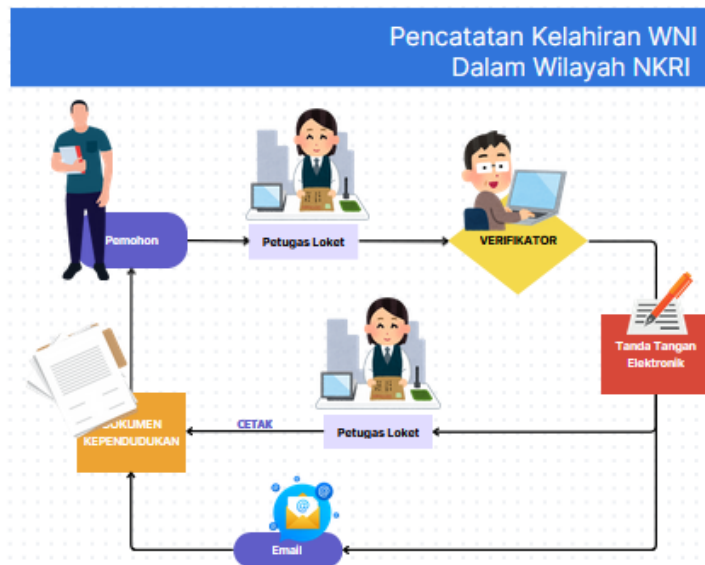 Pencatatan Kelahiran WNI
Dalam Wilayah NKRI
Pemohon
Petugas Loket
VERIFIKATOR
Tanda Tangan
Elektronik
Petugas Loket
CETAK
DOKUMEN
KEPENDUDUKAN
Email